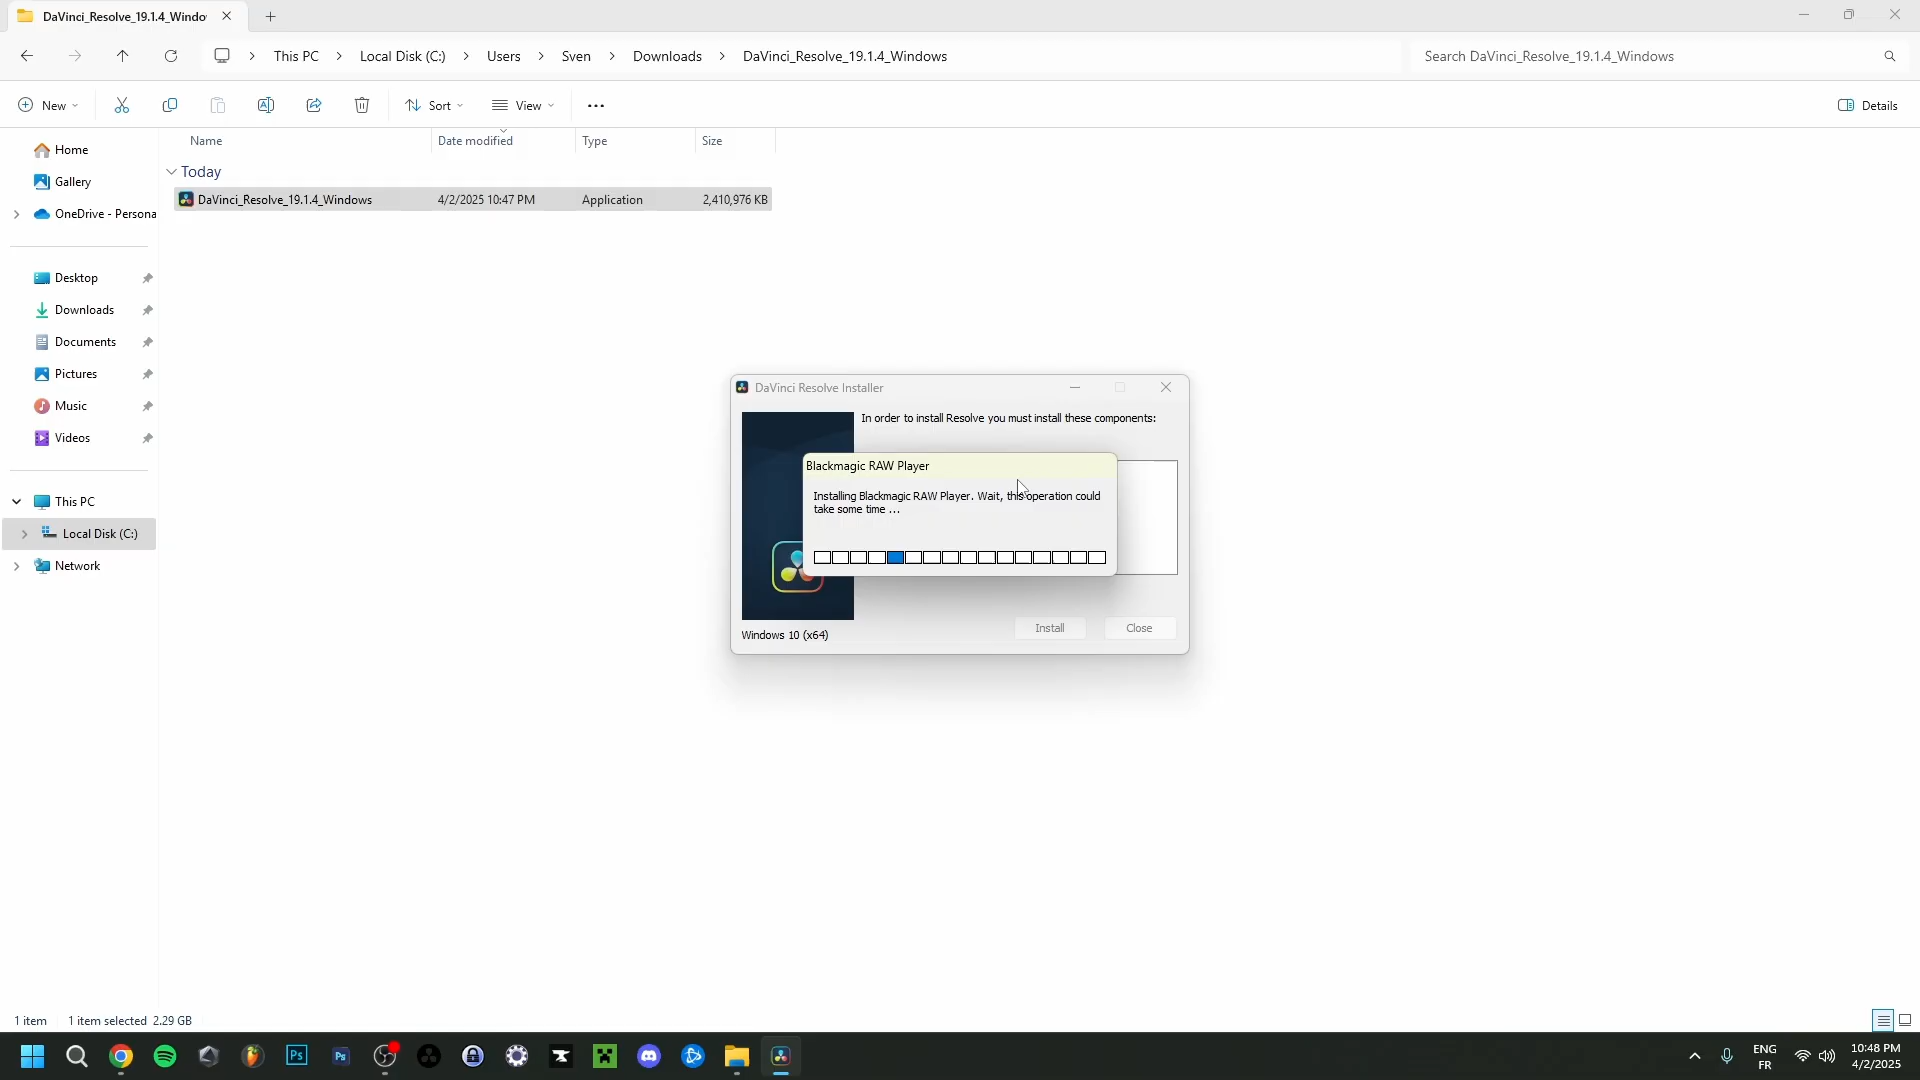 DaVinci_Resolve_19.1.4_Windo
This PC
Local Disk (C:)
Users
Sven
Downloads
DaVinci_Resolve_19.1.4_Windows
Search DaVinci_Resolve_19.1.4_Windows
New
Sort
View
Details
Name
Date modified
Type
Size
Home
Gallery
OneDrive - Persona
Desktop
Downloads
Documents
Pictures
Music
Videos
This PC
Local Disk (C:)
Network
Today
DaVinci_Resolve_19.1.4_Windows
4/2/2025 10:47 PM
Application
2,410,976 KB
DaVinci Resolve Installer
In order to install Resolve you must install these components:
Blackmagic RAW Player
Installing Blackmagic RAW Player. Wait, this operation could
take some time ...
Windows 10 (x64)
Install
Close
1 item
1 item selected 2.29 GB
Ps
Ps
ENG
FR
10:48 PM
4/2/2025